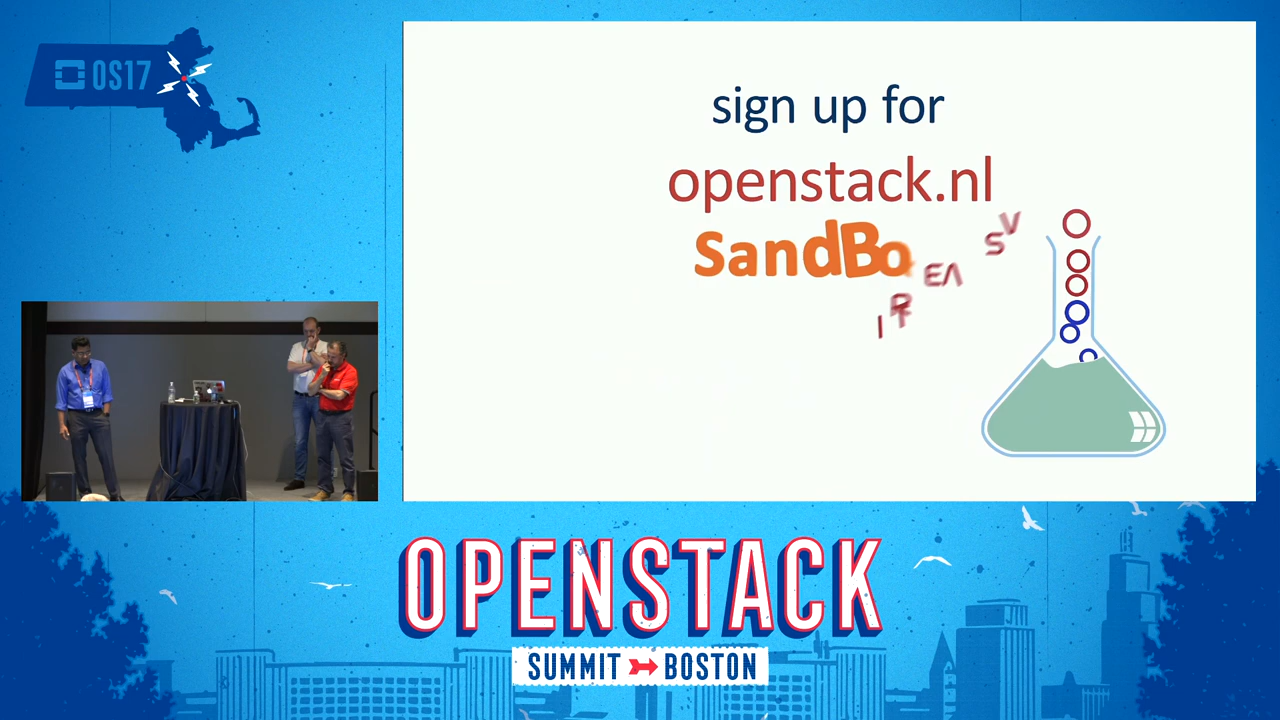 OS17
sign up for
openstack.nl
SandBo
OPENSTACK
SUMMIT BOSTON